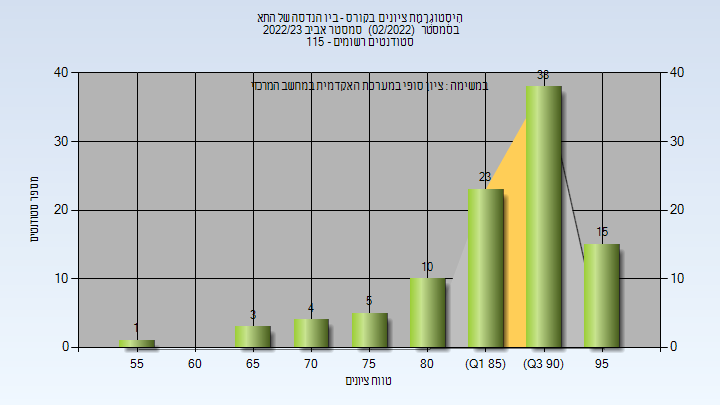 היסטוגרמת ציונים בקורס - ביו הנדסה של התא
בסמסטר (02/2022) סמסטר אביב 2022/23
סטודנטים רשומים - 115
במשימה : ציון סופי במערכת האקדמית במחשב המרכזי
מספר סטודנטים
40
30
20
10
0
40
30
20
10
0
1
3
4
5
10
23
38
15
55 60 65 70 75 80 (Q1 85) (Q3 90) 95
טווח ציונים